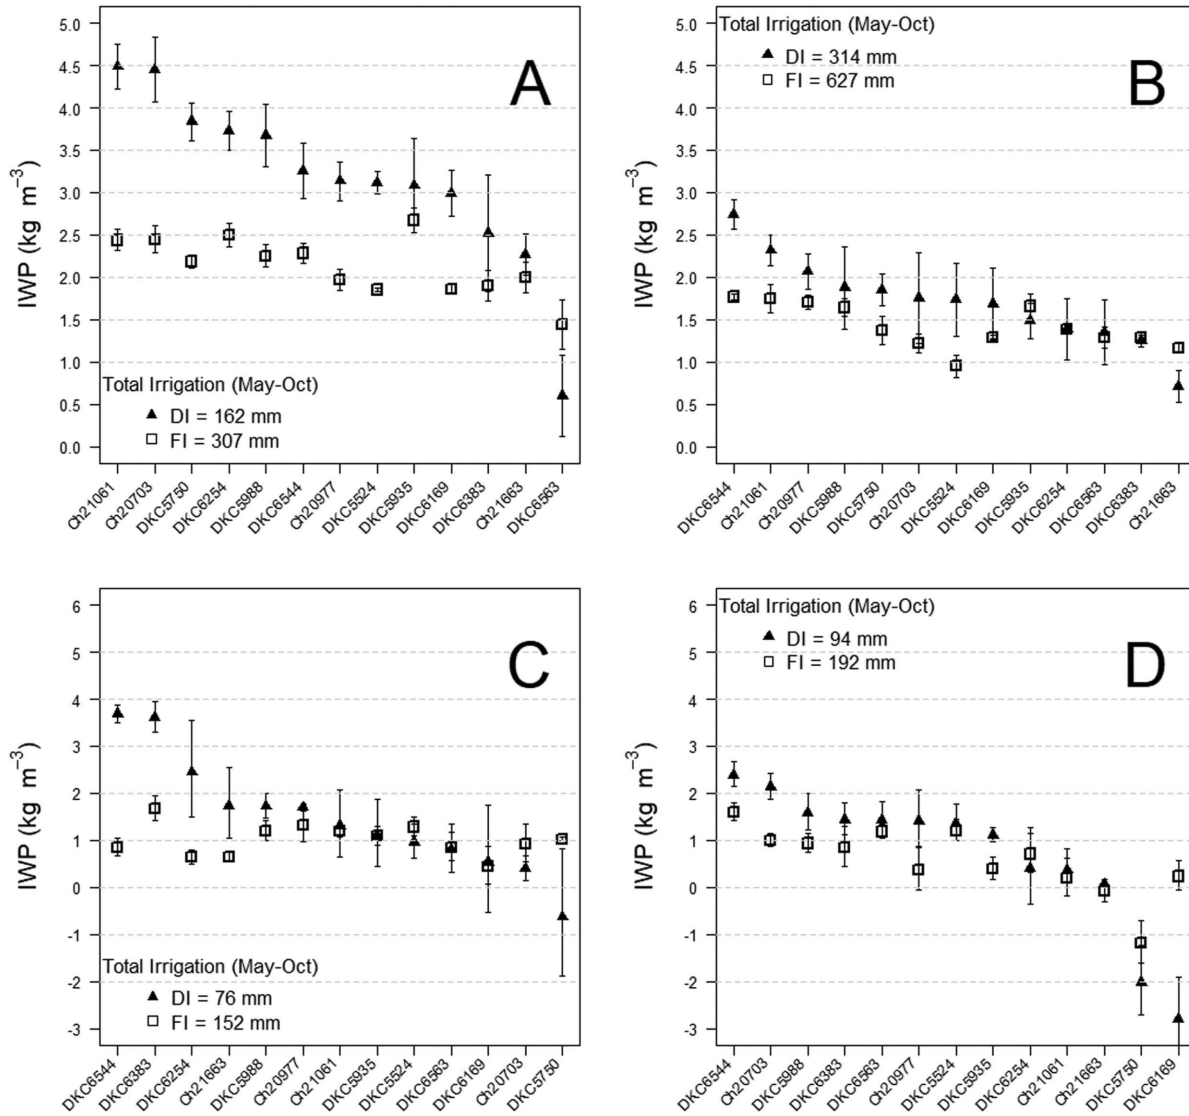 A
IWP (kg m⁻³)
5.0
4.5
4.0
3.5
3.0
2.5
2.0
1.5
1.0
0.5
0.0
Total Irrigation (May-Oct)
DI = 162 mm
FI = 307 mm
Ch21061
Ch20703
DKC5750
DKC6254
DKC5988
DKC6544
Ch20977
DKC5524
DKC5935
DKC6169
DKC6383
Ch21663
DKC6563
B
IWP (kg m⁻³)
5.0
4.5
4.0
3.5
3.0
2.5
2.0
1.5
1.0
0.5
0.0
Total Irrigation (May-Oct)
DI = 314 mm
FI = 627 mm
DKC6544
Ch21061
Ch20977
DKC5988
DKC5750
Ch20703
DKC5524
DKC6169
DKC5935
DKC6254
DKC6563
DKC6383
Ch21663
C
IWP (kg m⁻³)
6
5
4
3
2
1
0
-1
-2
-3
Total Irrigation (May-Oct)
DI = 76 mm
FI = 152 mm
DKC6544
DKC6383
DKC6254
Ch21663
DKC5988
Ch20977
Ch21061
DKC5935
DKC5524
DKC6563
DKC6169
Ch20703
DKC5750
D
IWP (kg m⁻³)
6
5
4
3
2
1
0
-1
-2
-3
Total Irrigation (May-Oct)
DI = 94 mm
FI = 192 mm
DKC6544
Ch20703
DKC5988
DKC6383
DKC6563
Ch20977
DKC5524
DKC5935
DKC6254
Ch21061
Ch21663
DKC5750
DKC6169